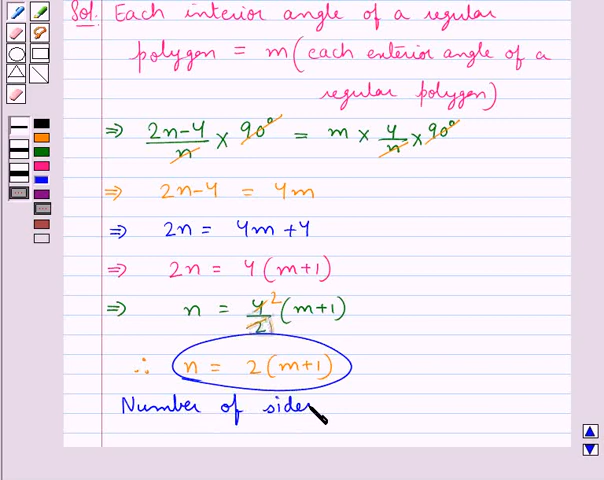 Sol. Each interior angle of a regular
polygon = m (each exterior angle of a
regular polygon)
⇒ (2n-4)/n × 90° = m × 4/n × 90°
⇒ 2n-4 = 4m
⇒ 2n = 4m+4
⇒ 2n = 4(m+1)
⇒ n = 4/2 2 (m+1)
∴ n = 2(m+1)
Number of sides